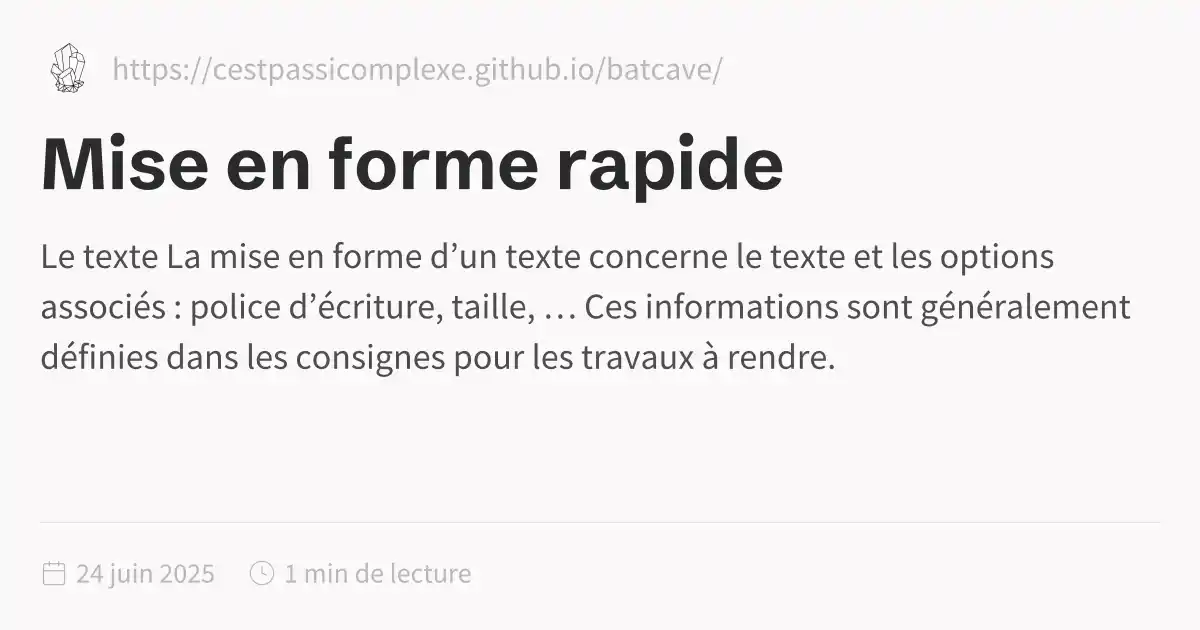 https://cestpassicomplexe.github.io/batcave/
Mise en forme rapide
Le texte La mise en forme d’un texte concerne le texte et les options
associés : police d’écriture, taille, … Ces informations sont généralement
définies dans les consignes pour les travaux à rendre.
24 juin 2025 1 min de lecture